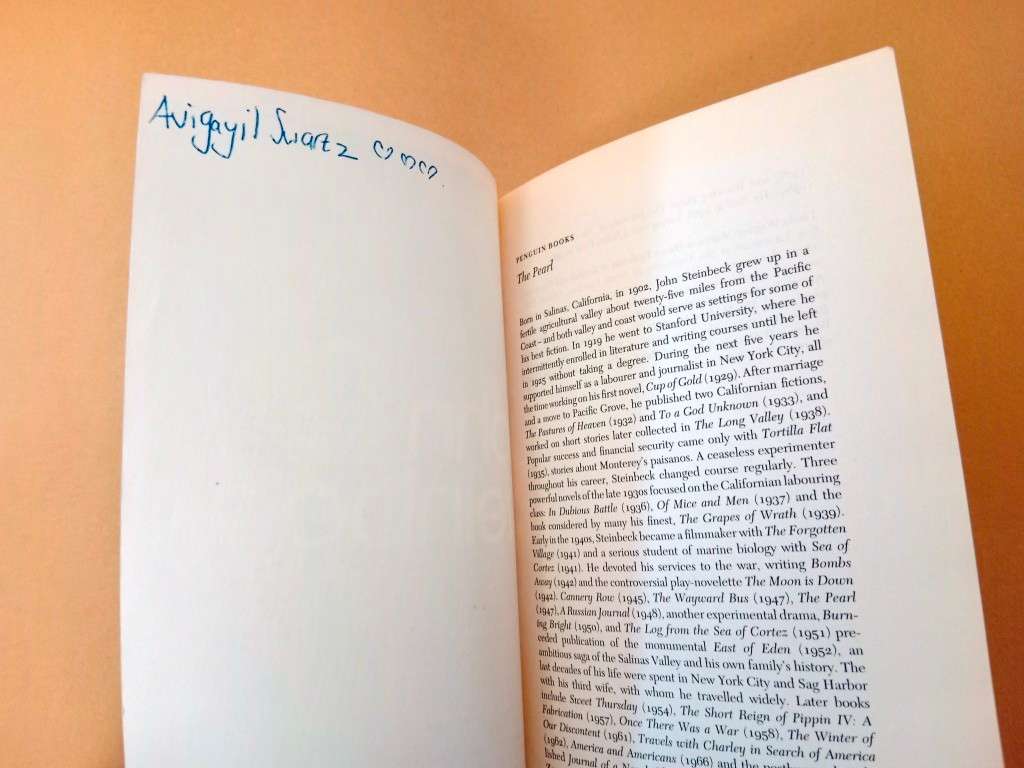 Avigayil Swartz ♡♡♡
PENGUIN BOOKS
The Pearl
Born in Salinas, California, in 1902, John Steinbeck grew up in a
fertile agricultural valley about twenty-five miles from the Pacific
Coast – and both valley and coast would serve as settings for some of
his best fiction. In 1919 he went to Stanford University, where he
intermittently enrolled in literature and writing courses until he left
in 1925 without taking a degree. During the next five years he
supported himself as a labourer and journalist in New York City, all
the time working on his first novel, Cup of Gold (1929). After marriage
and a move to Pacific Grove, he published two Californian fictions,
The Pastures of Heaven (1932) and To a God Unknown (1933), and
worked on short stories later collected in The Long Valley (1938).
Popular success and financial security came only with Tortilla Flat
(1935), stories about Monterey's paisanos. A ceaseless experimenter
throughout his career, Steinbeck changed course regularly. Three
powerful novels of the late 1930s focused on the Californian labouring
class: In Dubious Battle (1936), Of Mice and Men (1937) and the
book considered by many his finest, The Grapes of Wrath (1939).
Early in the 1940s, Steinbeck became a filmmaker with The Forgotten
Village (1941) and a serious student of marine biology with Sea of
Cortez (1941). He devoted his services to the war, writing Bombs
Away (1942) and the controversial play-novelette The Moon is Down
(1942). Cannery Row (1945), The Wayward Bus (1947), The Pearl
(1947), A Russian Journal (1948), another experimental drama, Burn-
ing Bright (1950), and The Log from the Sea of Cortez (1951) pre-
ceded publication of the monumental East of Eden (1952), an
ambitious saga of the Salinas Valley and his own family's history. The
last decades of his life were spent in New York City and Sag Harbor
with his third wife, with whom he travelled widely. Later books
include Sweet Thursday (1954), The Short Reign of Pippin IV: A
Fabrication (1957), Once There Was a War (1958), The Winter of
Our Discontent (1961), Travels with Charley in Search of America
(1962), America and Americans (1966) and the